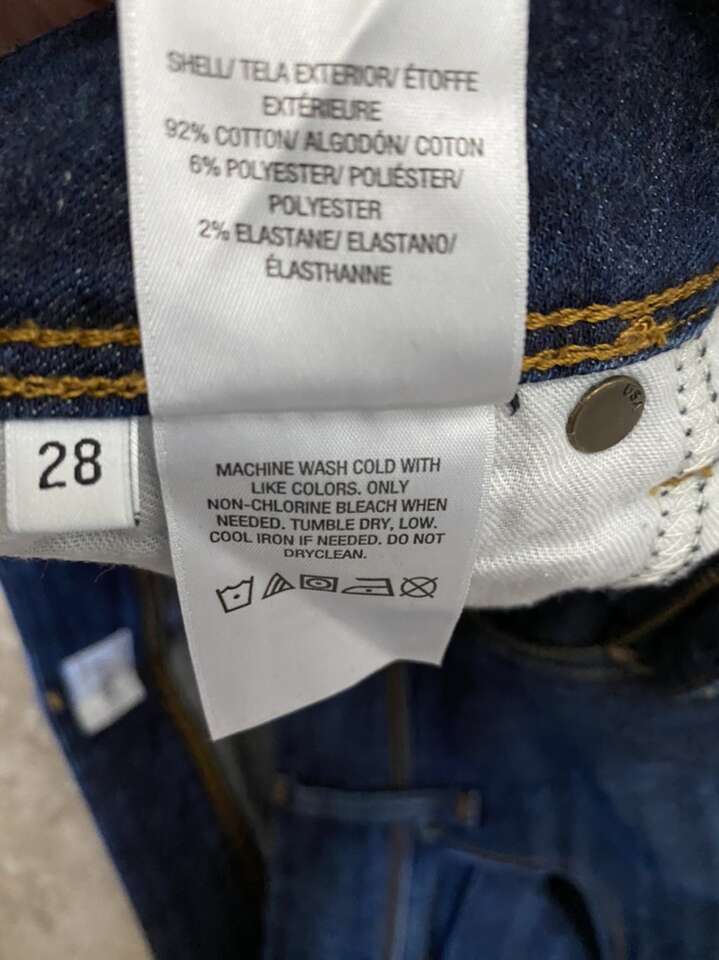 SHELL/ TELA EXTERIOR/ ÉTOFFE
EXTÉRIEURE
92% COTTON/ ALGODÓN/ COTON
6% POLYESTER/ POLIÉSTER/
POLYESTER
2% ELASTANE/ ELASTANO/
ÉLASTHANNE
28
USA
MACHINE WASH COLD WITH
LIKE COLORS. ONLY
NON-CHLORINE BLEACH WHEN
NEEDED. TUMBLE DRY, LOW.
COOL IRON IF NEEDED. DO NOT
DRYCLEAN.